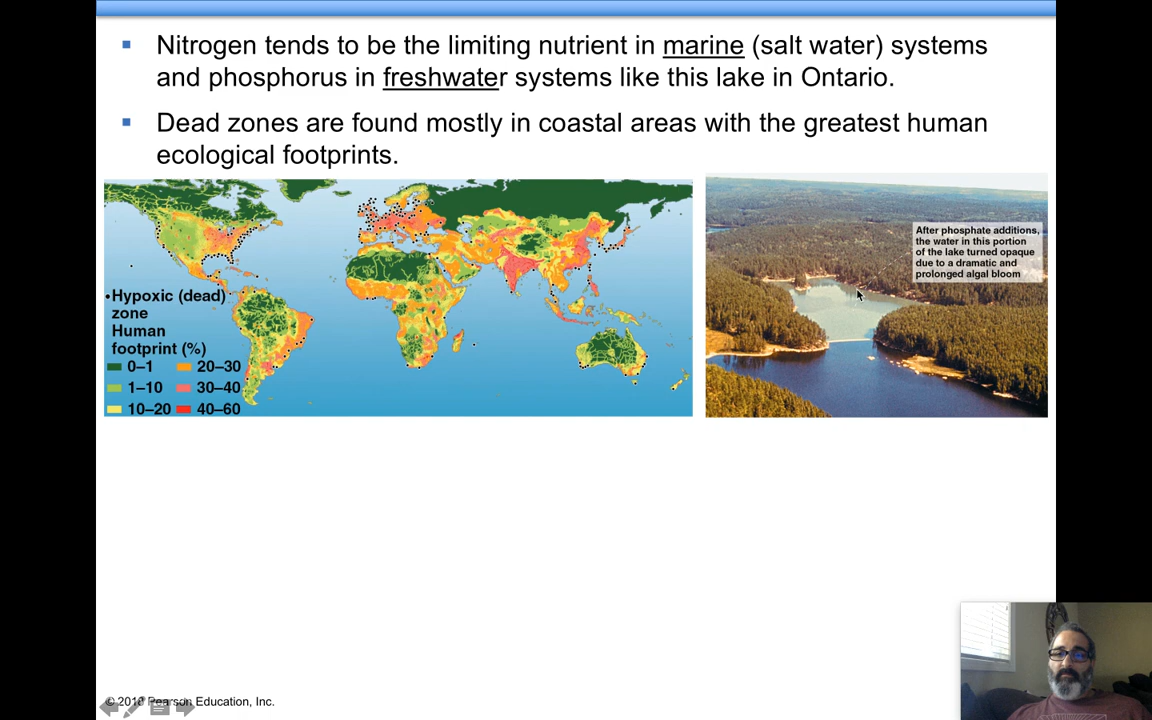 Nitrogen tends to be the limiting nutrient in marine (salt water) systems
and phosphorus in freshwater systems like this lake in Ontario.
Dead zones are found mostly in coastal areas with the greatest human
ecological footprints.
After phosphate additions,
the water in this portion
of the lake turned opaque
due to a dramatic and
prolonged algal bloom
•Hypoxic (dead)
zone
Human
footprint (%)
0–1 20–30
1–10 30–40
10–20 40–60
© 2018 Pearson Education, Inc.